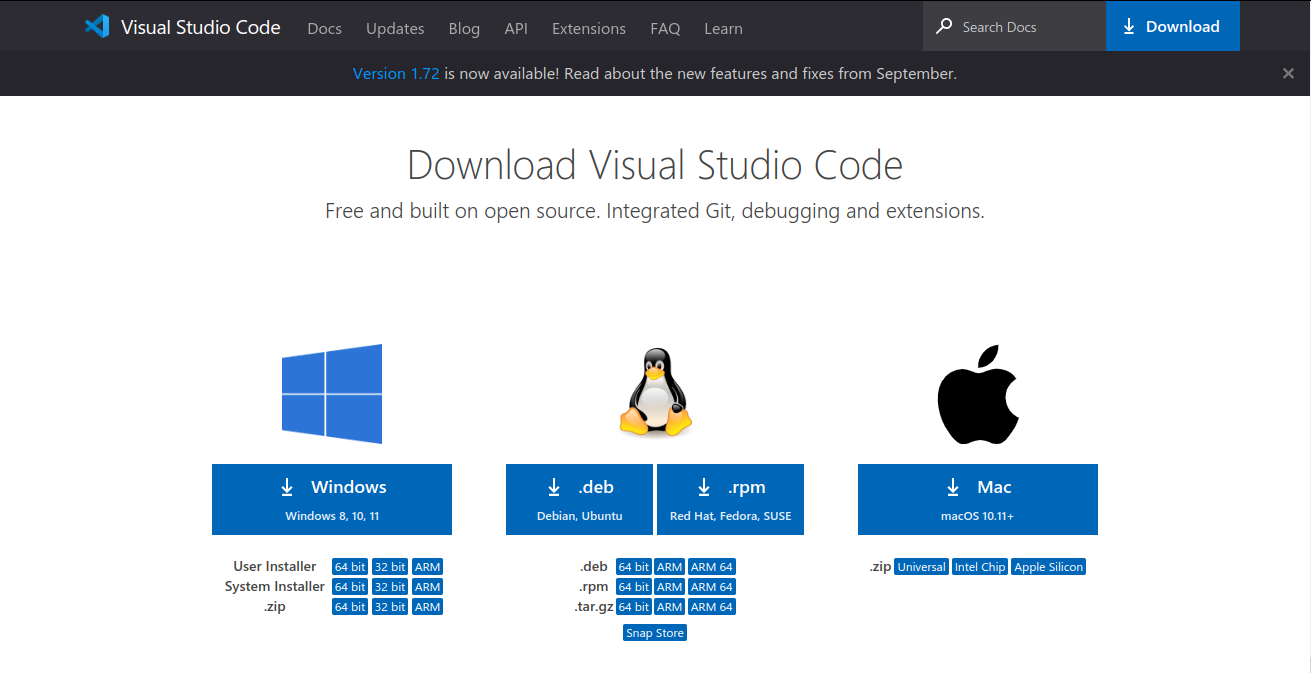 Visual Studio Code Docs Updates Blog API Extensions FAQ Learn Search Docs Download
Version 1.72 is now available! Read about the new features and fixes from September.
Download Visual Studio Code
Free and built on open source. Integrated Git, debugging and extensions.
Windows
Windows 8, 10, 11
User Installer 64 bit 32 bit ARM
System Installer 64 bit 32 bit ARM
.zip 64 bit 32 bit ARM
.deb
Debian, Ubuntu
.rpm
Red Hat, Fedora, SUSE
.deb 64 bit ARM ARM 64
.rpm 64 bit ARM ARM 64
.tar.gz 64 bit ARM ARM 64
Snap Store
Mac
macOS 10.11+
.zip Universal Intel Chip Apple Silicon